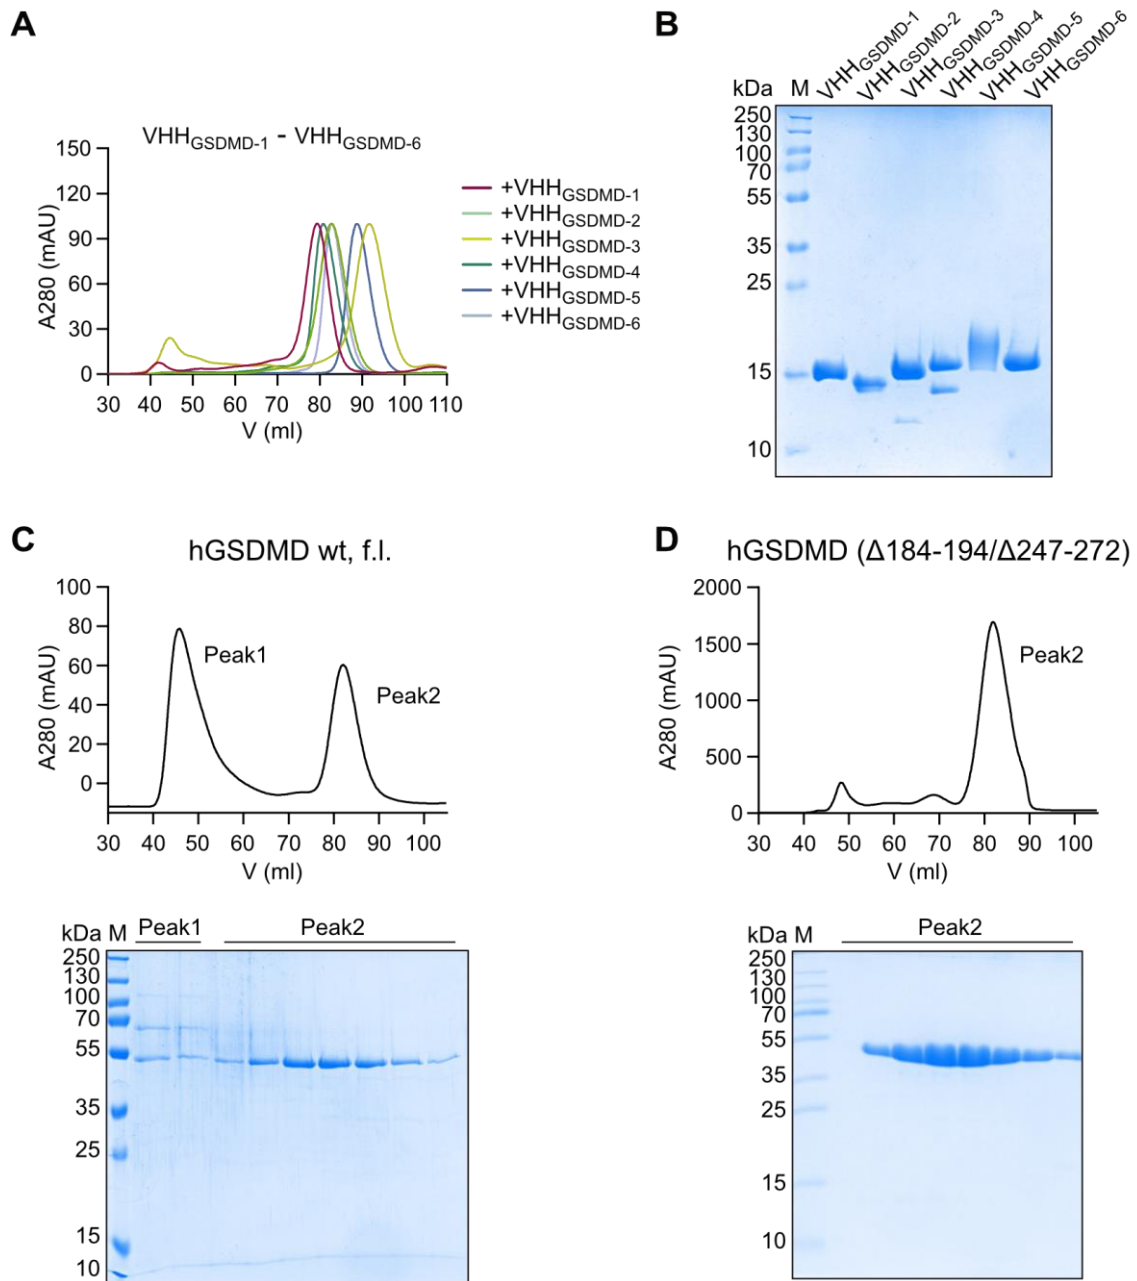 A
VHHGSDMD-1 - VHHGSDMD-6
150
120
90
60
30
0
A280 (mAU)
30 40 50 60 70 80 90 100 110
V (ml)
+VHHGSDMD-1
+VHHGSDMD-2
+VHHGSDMD-3
+VHHGSDMD-4
+VHHGSDMD-5
+VHHGSDMD-6
B
kDa M VHHGSDMD-1 VHHGSDMD-2 VHHGSDMD-3 VHHGSDMD-4 VHHGSDMD-5 VHHGSDMD-6
250
130
100
70
55
35
25
15
10
C
hGSDMD wt, f.l.
100
80
60
40
20
0
A280 (mAU)
Peak1
Peak2
30 40 50 60 70 80 90 100
V (ml)
kDa M Peak1 Peak2
250
130
100
70
55
35
25
15
10
D
hGSDMD (Δ184-194/Δ247-272)
2000
1500
1000
500
0
A280 (mAU)
Peak2
30 40 50 60 70 80 90 100
V (ml)
kDa M Peak2
250
130
100
70
55
35
25
15
10